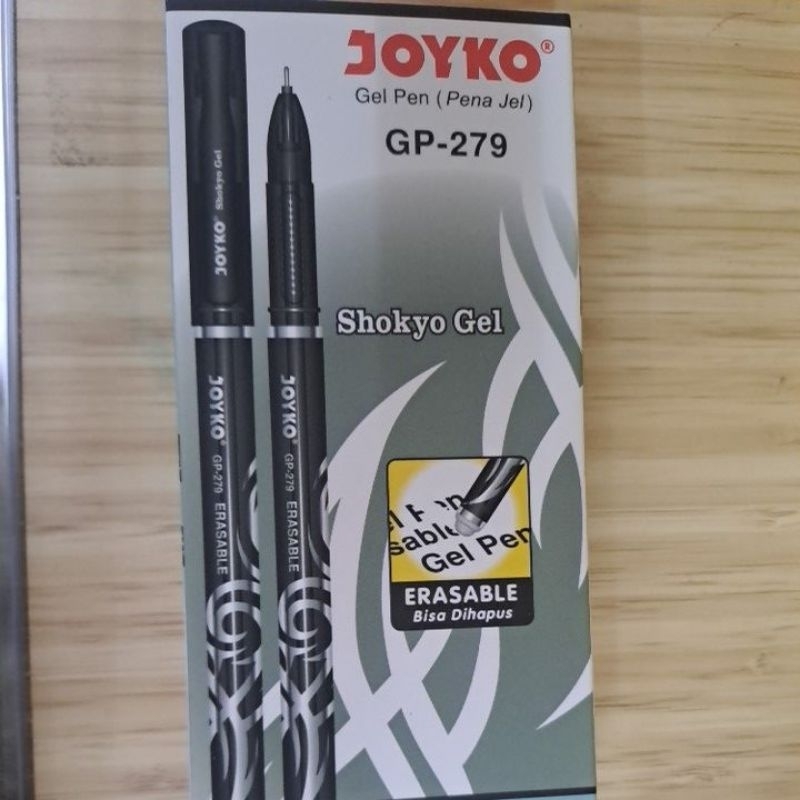 JOYKO®
Gel Pen (Pena Jel)
GP-279
Shokyo Gel
JOYKO Shokyo Gel
JOYKO® GP-279 ERASABLE
JOYKO® GP-279 ERASABLE
Gel Pen
ERASABLE
Bisa Dihapus